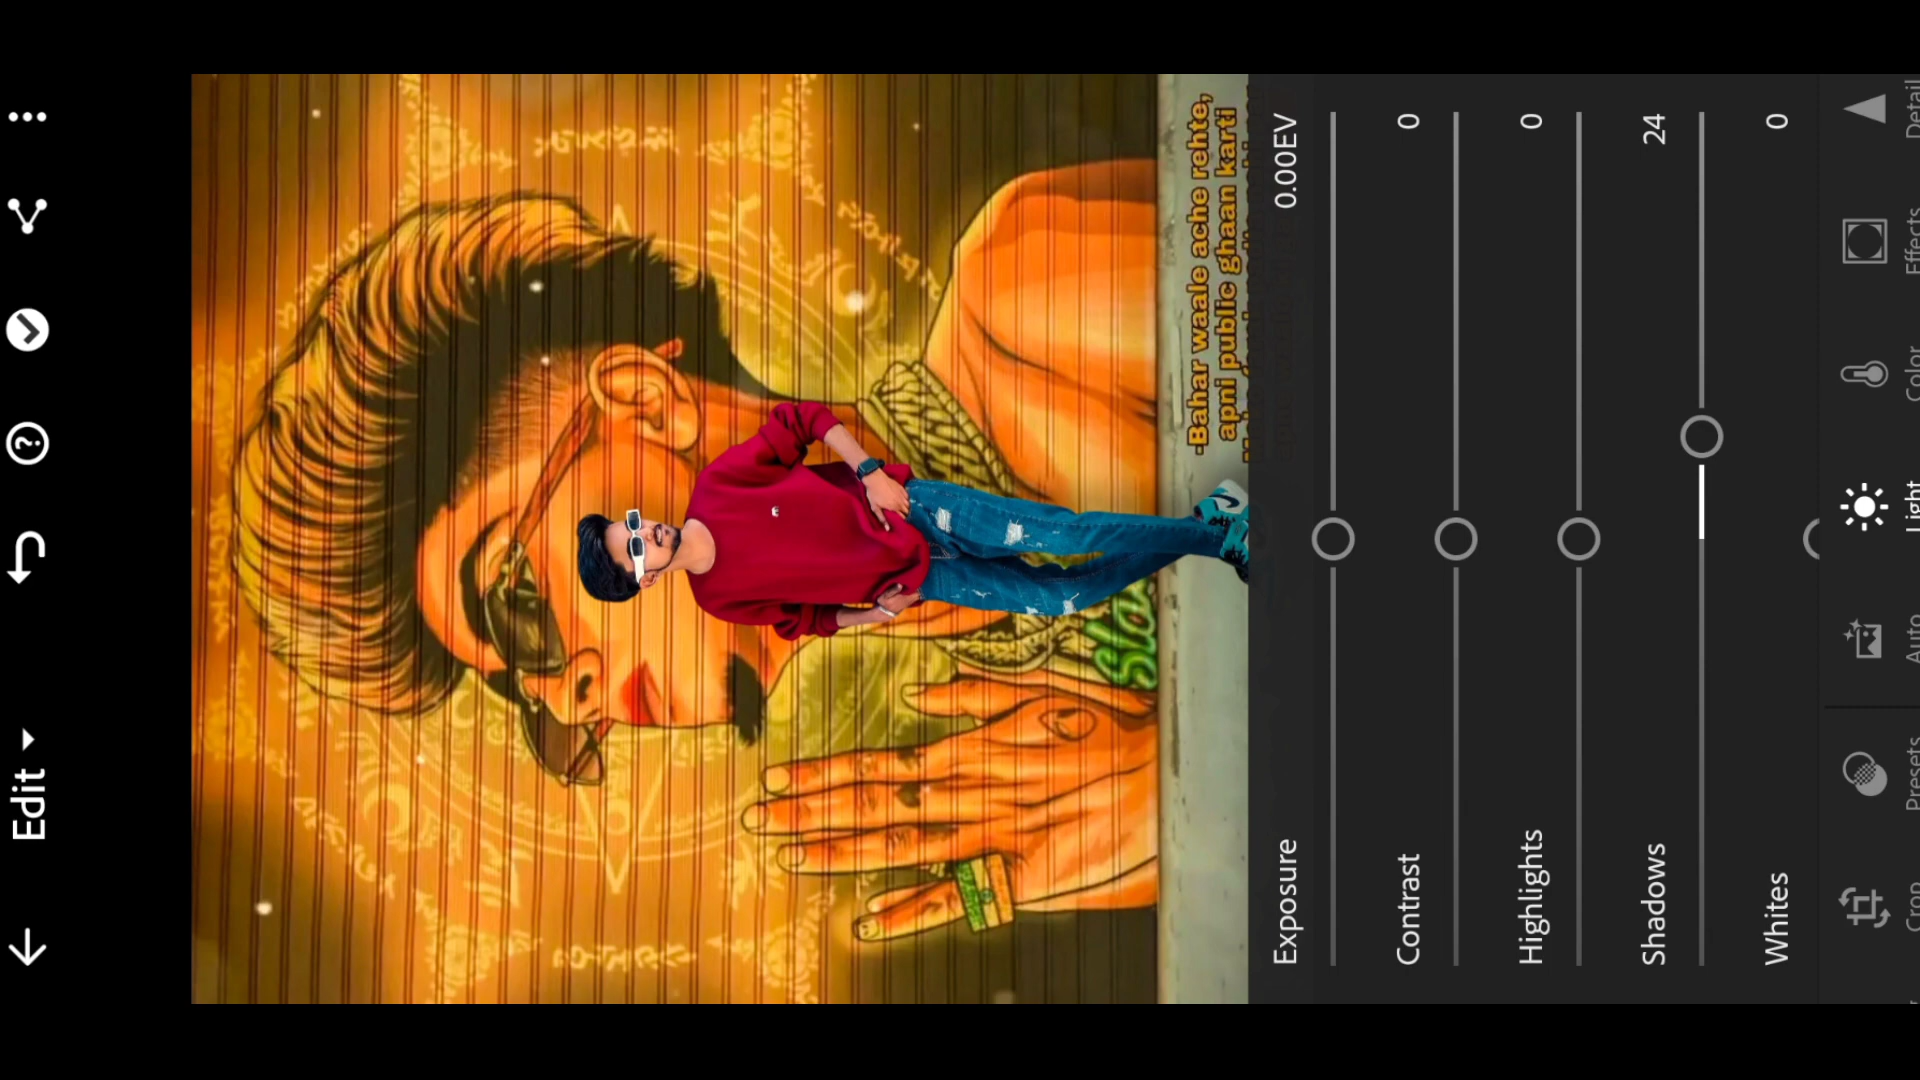 Edit
-Bahar waale ache rehte,
apni public ghaan karti
Slo
Exposure 0.00EV
Contrast 0
Highlights 0
Shadows 24
Whites 0
Crop
Presets
Auto
Light
Color
Effects
Detail